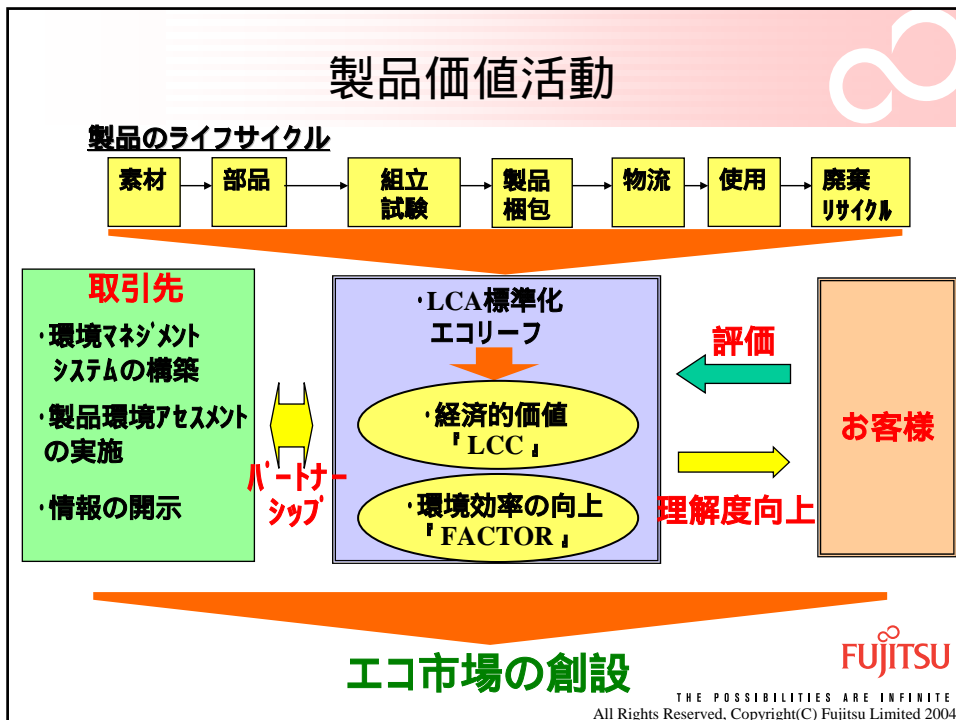 製品価値活動
製品のライフサイクル
素材
部品
組立
試験
製品
梱包
物流
使用
廃棄
ﾘｻｲｸﾙ
取引先
･環境ﾏﾈｼﾞﾒﾝﾄ
ｼｽﾃﾑの構築
･製品環境ｱｾｽﾒﾝﾄ
の実施
･情報の開示
ﾊﾟｰﾄﾅｰ
ｼｯﾌﾟ
･LCA標準化
エコリーフ
･経済的価値
『LCC』
･環境効率の向上
『FACTOR』
評価
理解度向上
お客様
エコ市場の創設
FUJITSU
THE POSSIBILITIES ARE INFINITE
All Rights Reserved, Copyright(C) Fujitsu Limited 2004